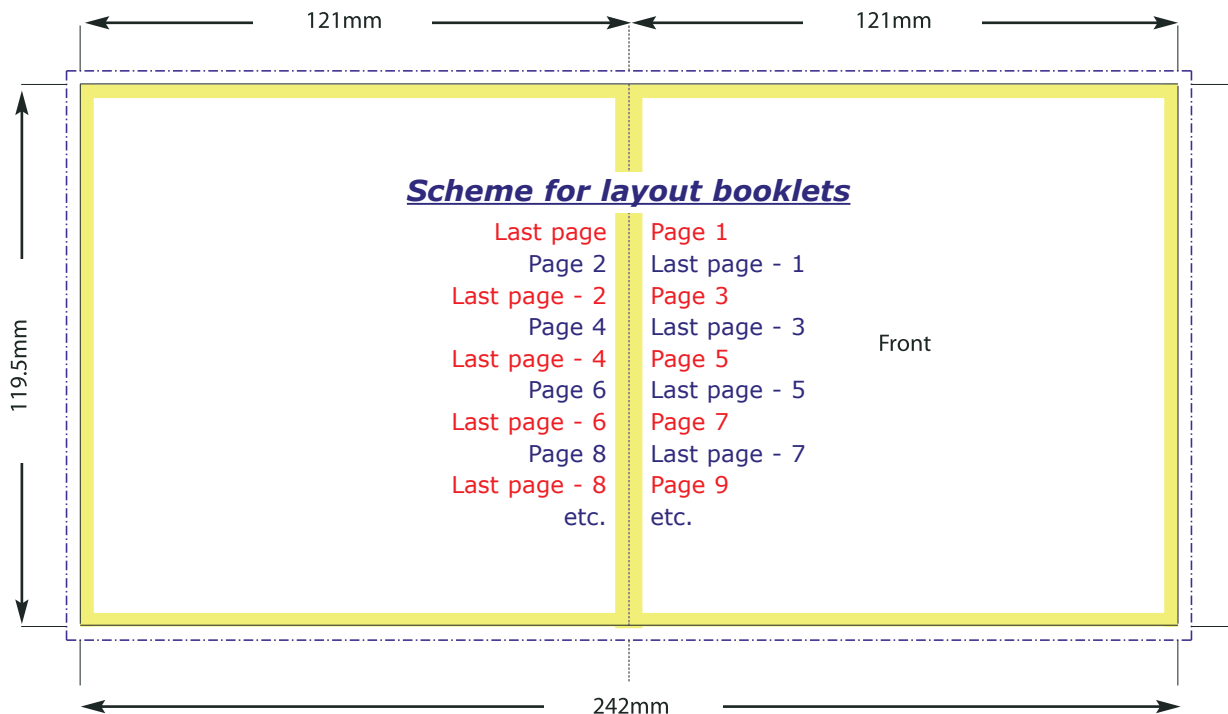 121mm 121mm
Scheme for layout booklets
Last page Page 1
Page 2 Last page - 1
Last page - 2 Page 3
Page 4 Last page - 3
Last page - 4 Page 5
Page 6 Last page - 5
Last page - 6 Page 7
Page 8 Last page - 7
Last page - 8 Page 9
etc. etc.
Front
119.5mm
242mm